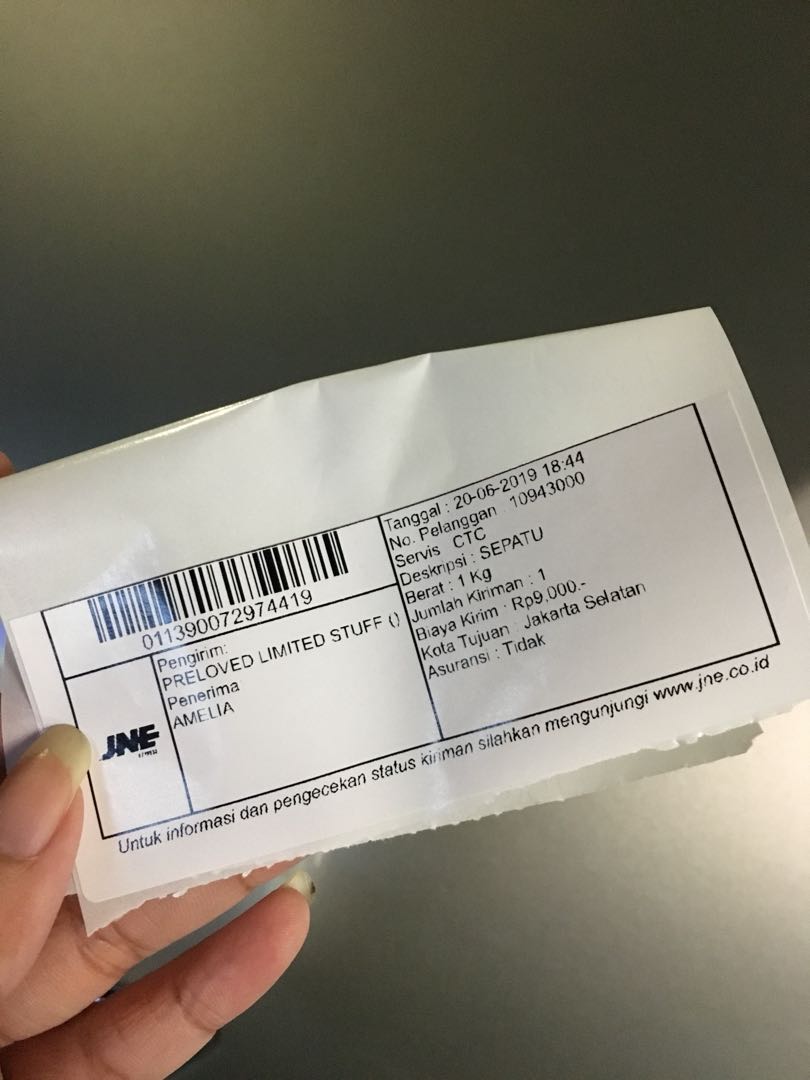 011390072974419
Pengirim:
PRELOVED LIMITED STUFF ()
Penerima
AMELIA
JNE
EXPRESS
Tanggal : 20-06-2019 18:44
No. Pelanggan : 10943000
Servis : CTC
Deskripsi : SEPATU
Berat : 1 Kg
Jumlah Kiriman : 1
Biaya Kirim : Rp9,000.-
Kota Tujuan : Jakarta Selatan
Asuransi : Tidak
Untuk informasi dan pengecekan status kiriman silahkan mengunjungi www.jne.co.id